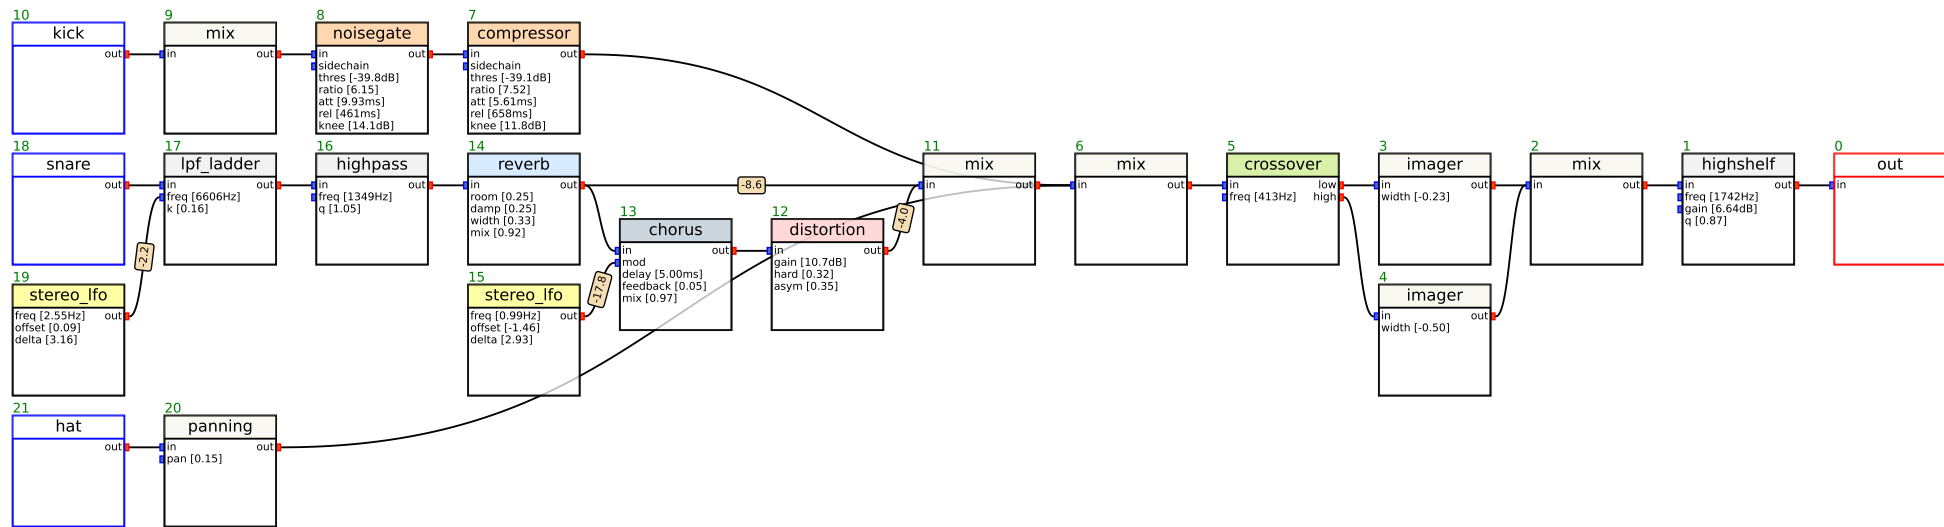 10
kick
out
9
mix
in out
8
noisegate
in out
sidechain
thres [-39.8dB]
ratio [6.15]
att [9.93ms]
rel [461ms]
knee [14.1dB]
7
compressor
in out
sidechain
thres [-39.1dB]
ratio [7.52]
att [5.61ms]
rel [658ms]
knee [11.8dB]
18
snare
out
17
lpf_ladder
in out
freq [6606Hz]
k [0.16]
16
highpass
in out
freq [1349Hz]
q [1.05]
14
reverb
in out
room [0.25]
damp [0.25]
width [0.33]
mix [0.92]
-8.6
11
mix
in out
6
mix
in out
5
crossover
in low
freq [413Hz] high
3
imager
in out
width [-0.23]
2
mix
in out
1
highshelf
in out
freq [1742Hz]
gain [6.64dB]
q [0.87]
0
out
in
13
chorus
in out
mod
delay [5.00ms]
feedback [0.05]
mix [0.97]
12
distortion
in out
gain [10.7dB]
hard [0.32]
asym [0.35]
-4.0
-2.2
-17.8
19
stereo_lfo
freq [2.55Hz] out
offset [0.09]
delta [3.16]
15
stereo_lfo
freq [0.99Hz] out
offset [-1.46]
delta [2.93]
4
imager
in out
width [-0.50]
21
hat
out
20
panning
in out
pan [0.15]